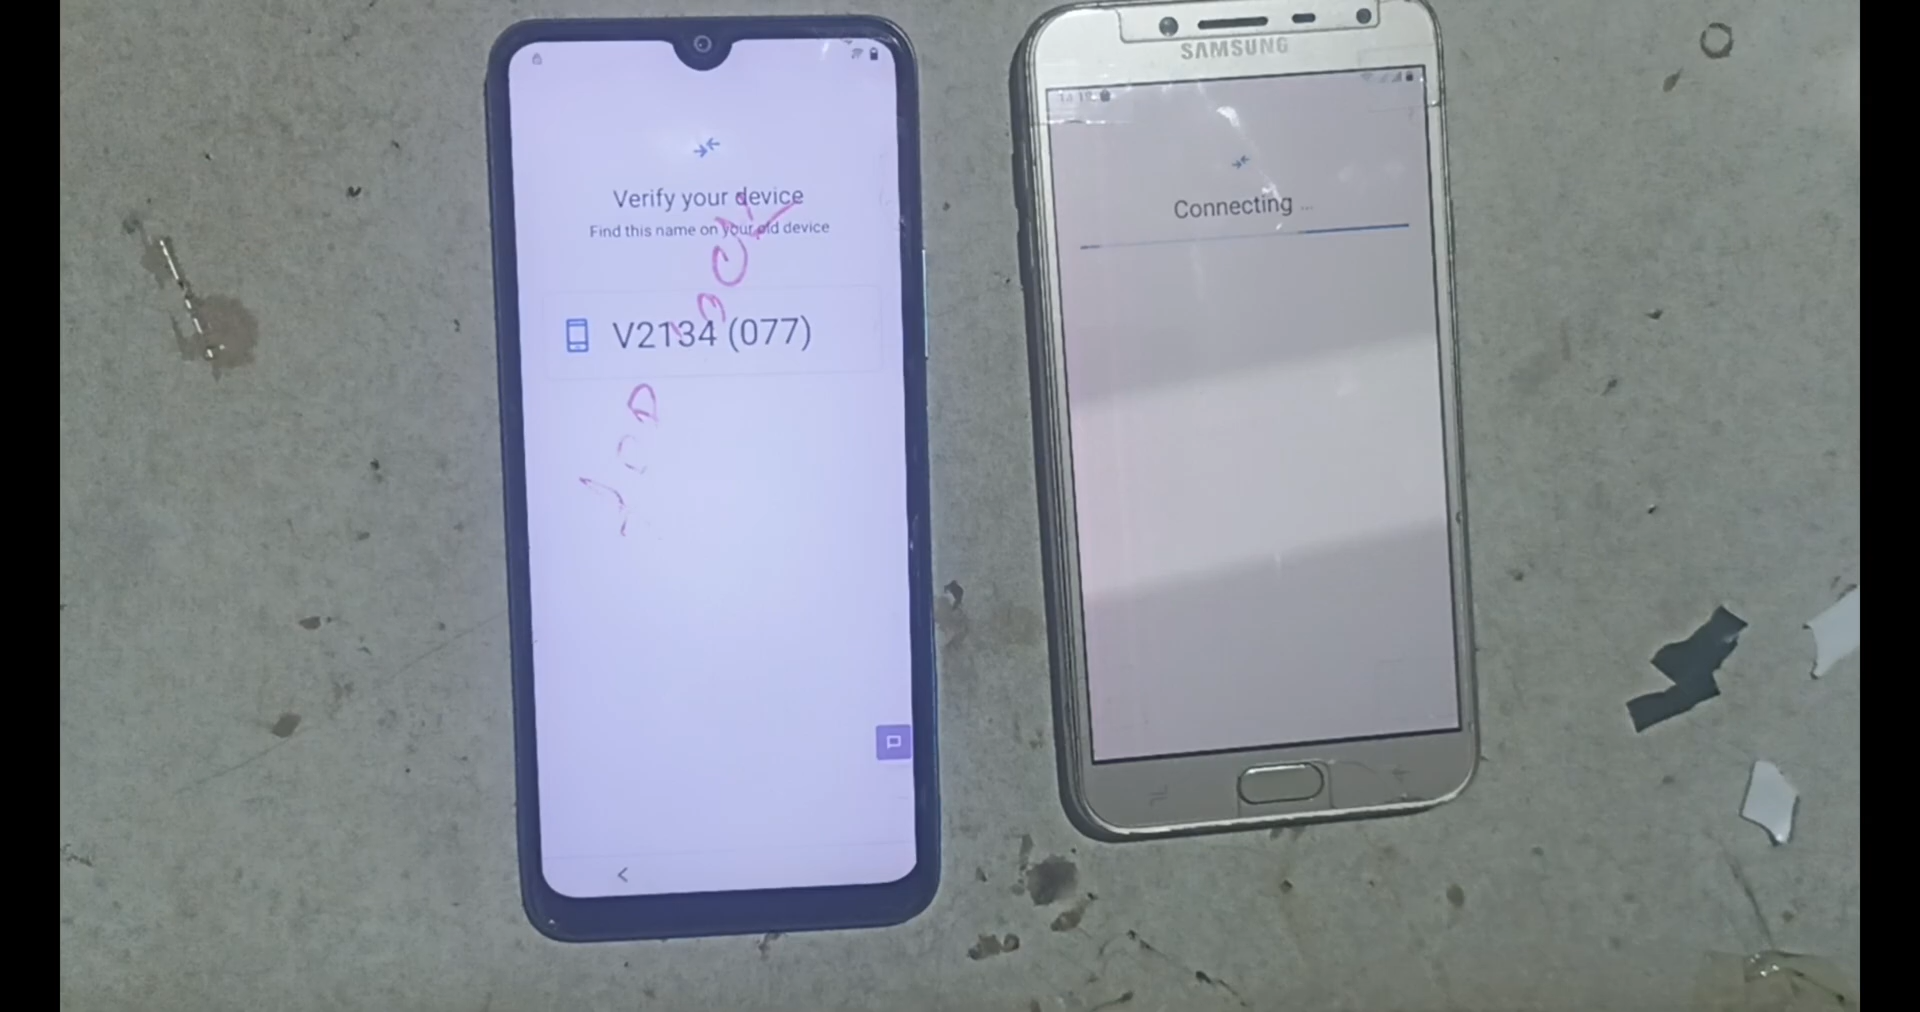 Verify your device
Find this name on your old device
V2134 (077)
SAMSUNG
Connecting ...